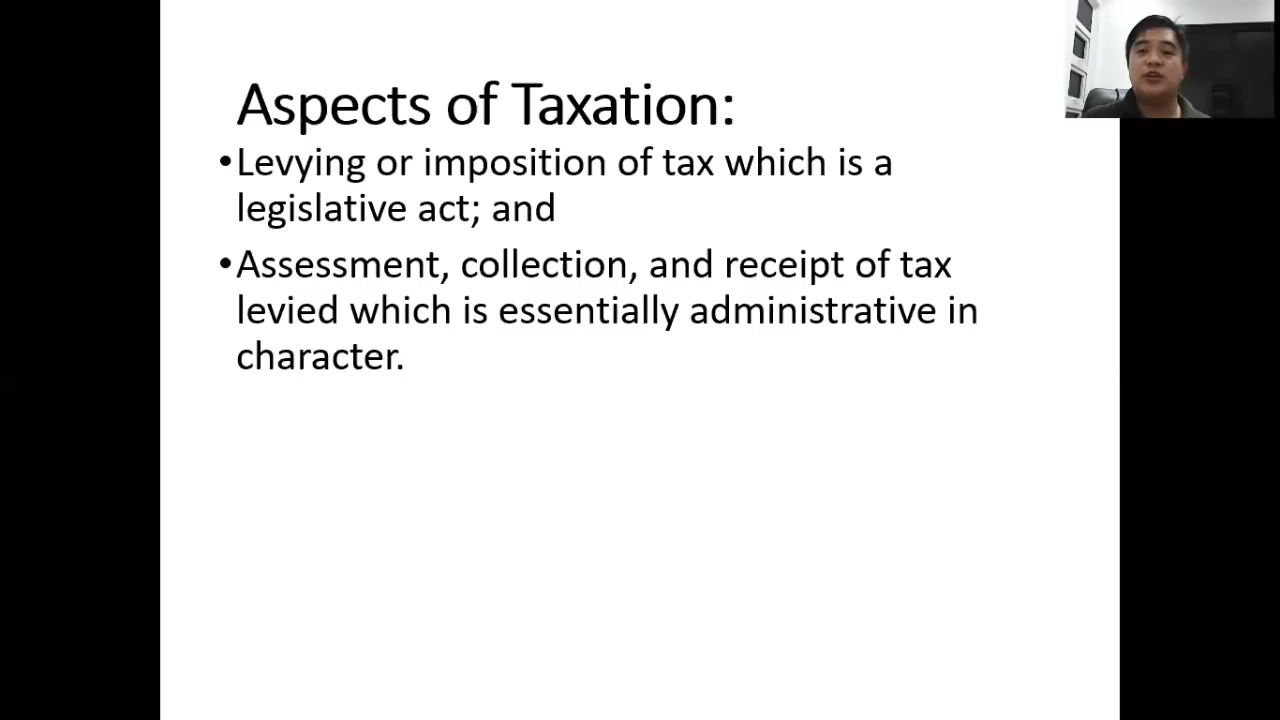 Aspects of Taxation:
•Levying or imposition of tax which is a
legislative act; and
•Assessment, collection, and receipt of tax
levied which is essentially administrative in
character.